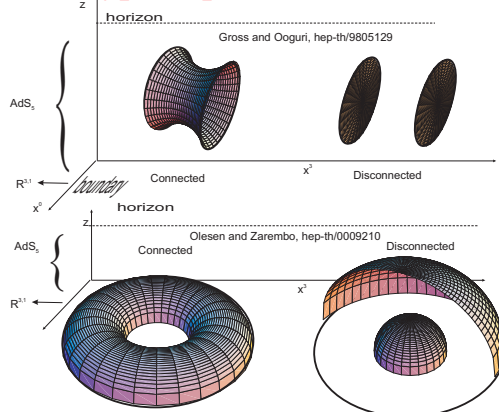 z
horizon
Gross and Ooguri, hep-th/9805129
AdS₅
R³,¹
boundary
x⁰
Connected
x³
Disconnected
horizon
z
Olesen and Zarembo, hep-th/0009210
AdS₅
Connected
Disconnected
x³
R³,¹